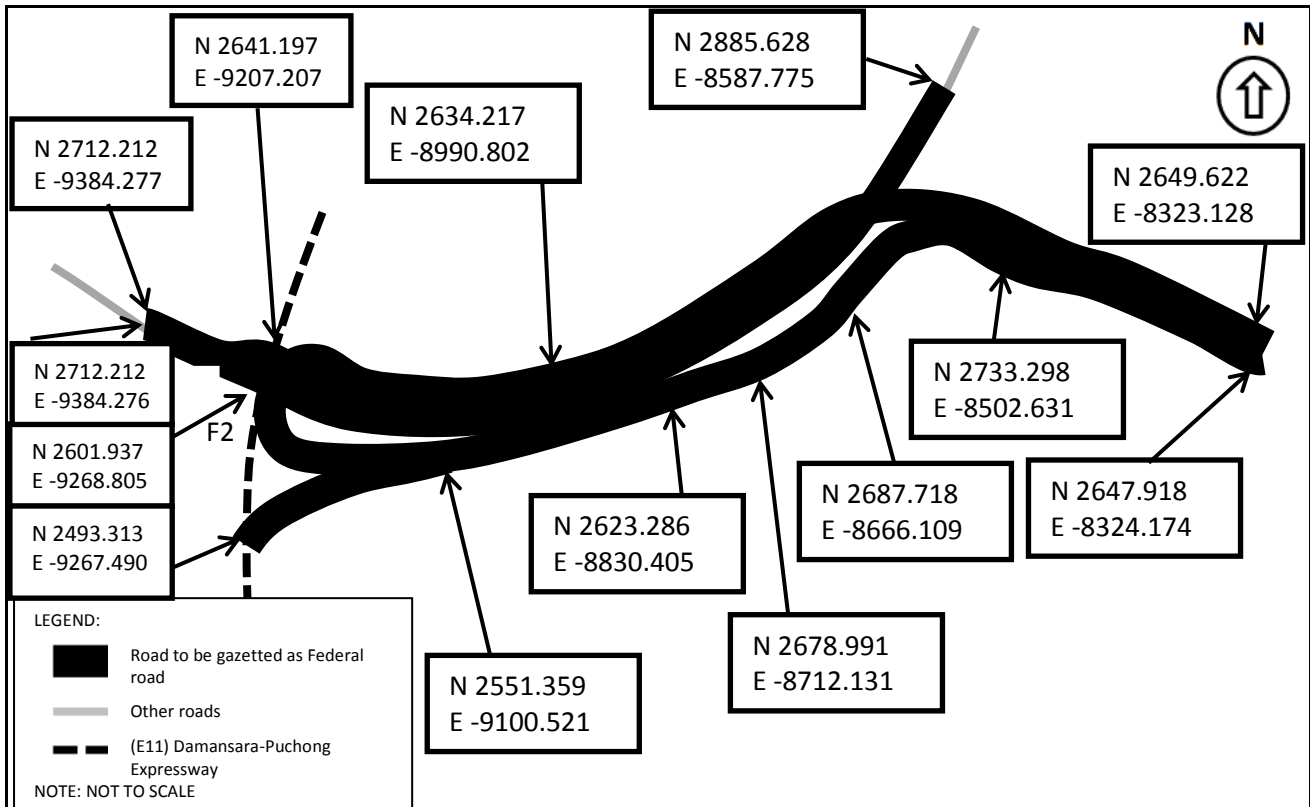 N 2641.197
E -9207.207
N 2885.628
E -8587.775
N
N 2634.217
E -8990.802
N 2712.212
E -9384.277
N 2649.622
E -8323.128
N 2712.212
E -9384.276
N 2733.298
E -8502.631
F2
N 2601.937
E -9268.805
N 2687.718
E -8666.109
N 2647.918
E -8324.174
N 2493.313
E -9267.490
N 2623.286
E -8830.405
N 2678.991
E -8712.131
N 2551.359
E -9100.521
LEGEND:
Road to be gazetted as Federal
road
Other roads
(E11) Damansara-Puchong
Expressway
NOTE: NOT TO SCALE